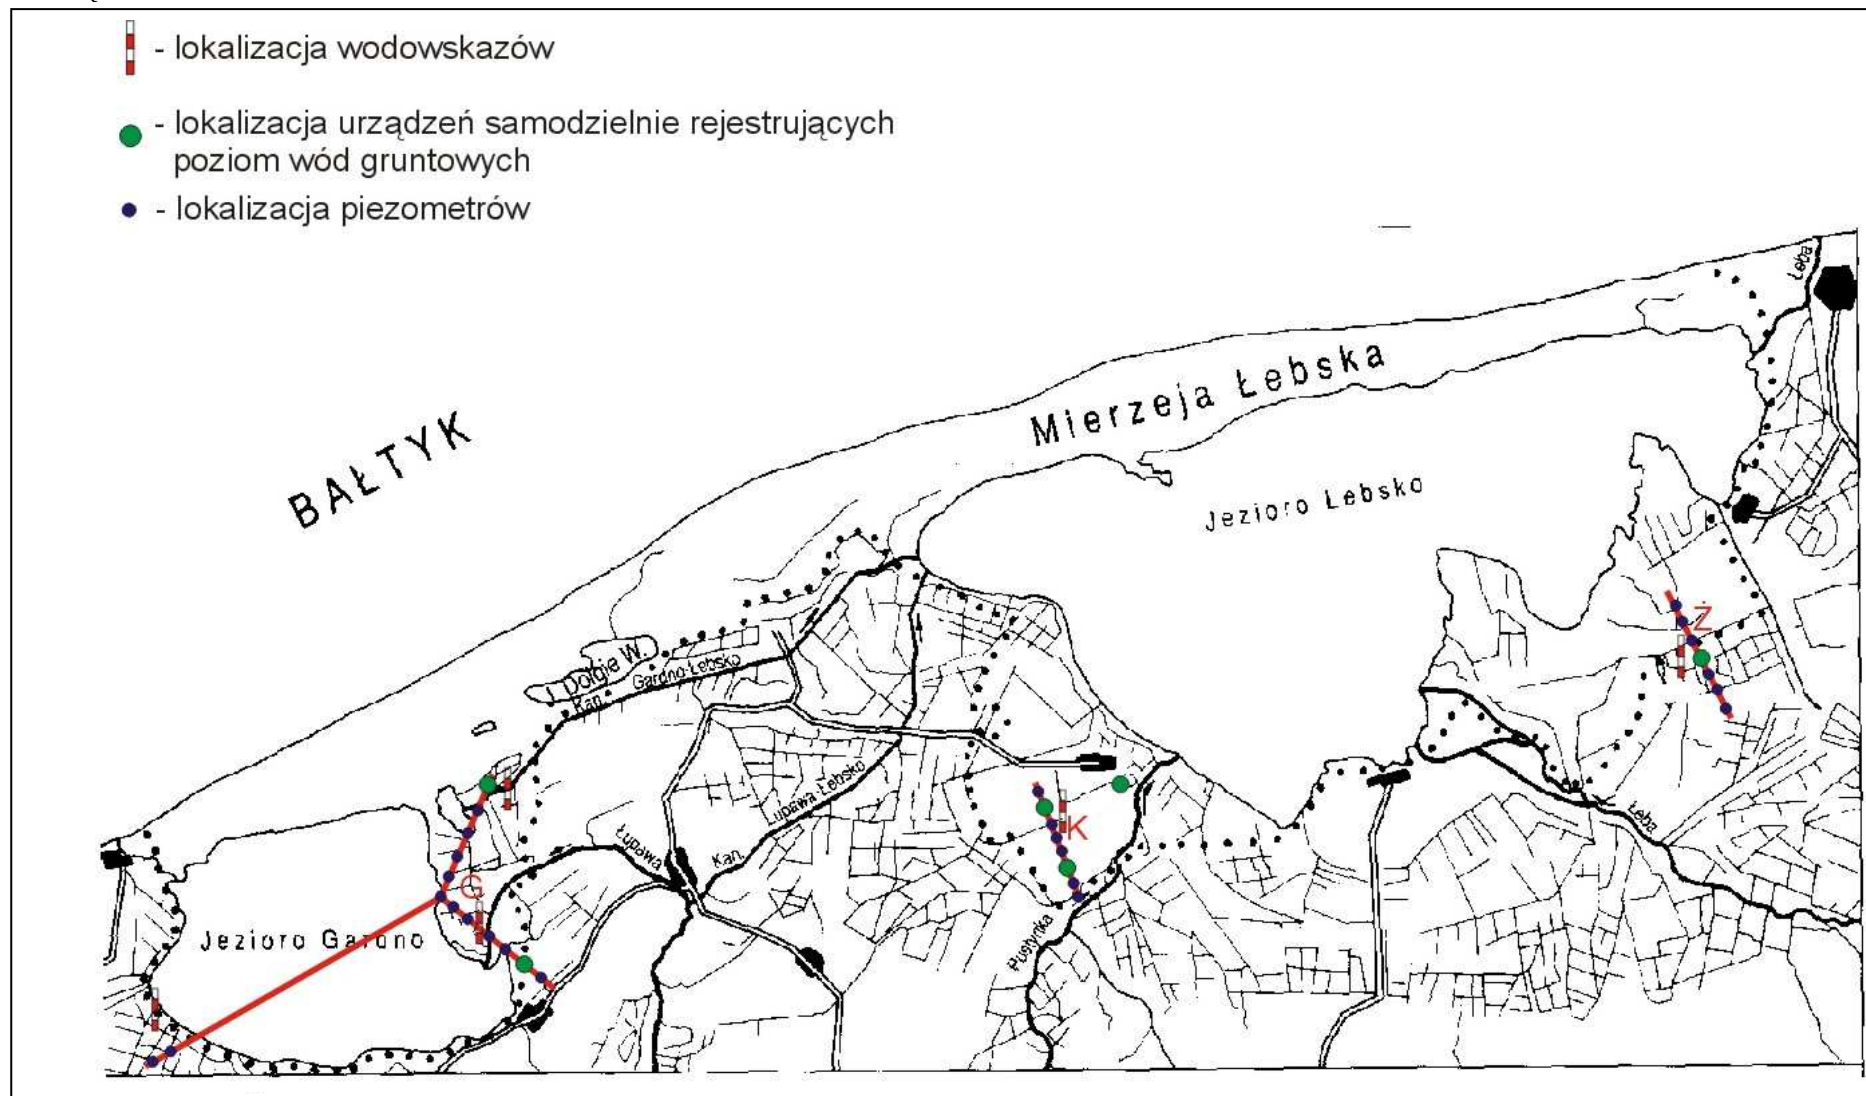 - lokalizacja wodowskazów
- lokalizacja urządzeń samodzielnie rejestrujących
poziom wód gruntowych
- lokalizacja piezometrów
Łeba
Mierzeja Łebska
BAŁTYK
Jezioro Łebsko
Ż
J. Dołgie W.
Kan. Gardno-Łebsko
Kan. Łupawa-Łebsko
K
Łupawa
Łeba
G
Jezioro Gardno
Pustynka